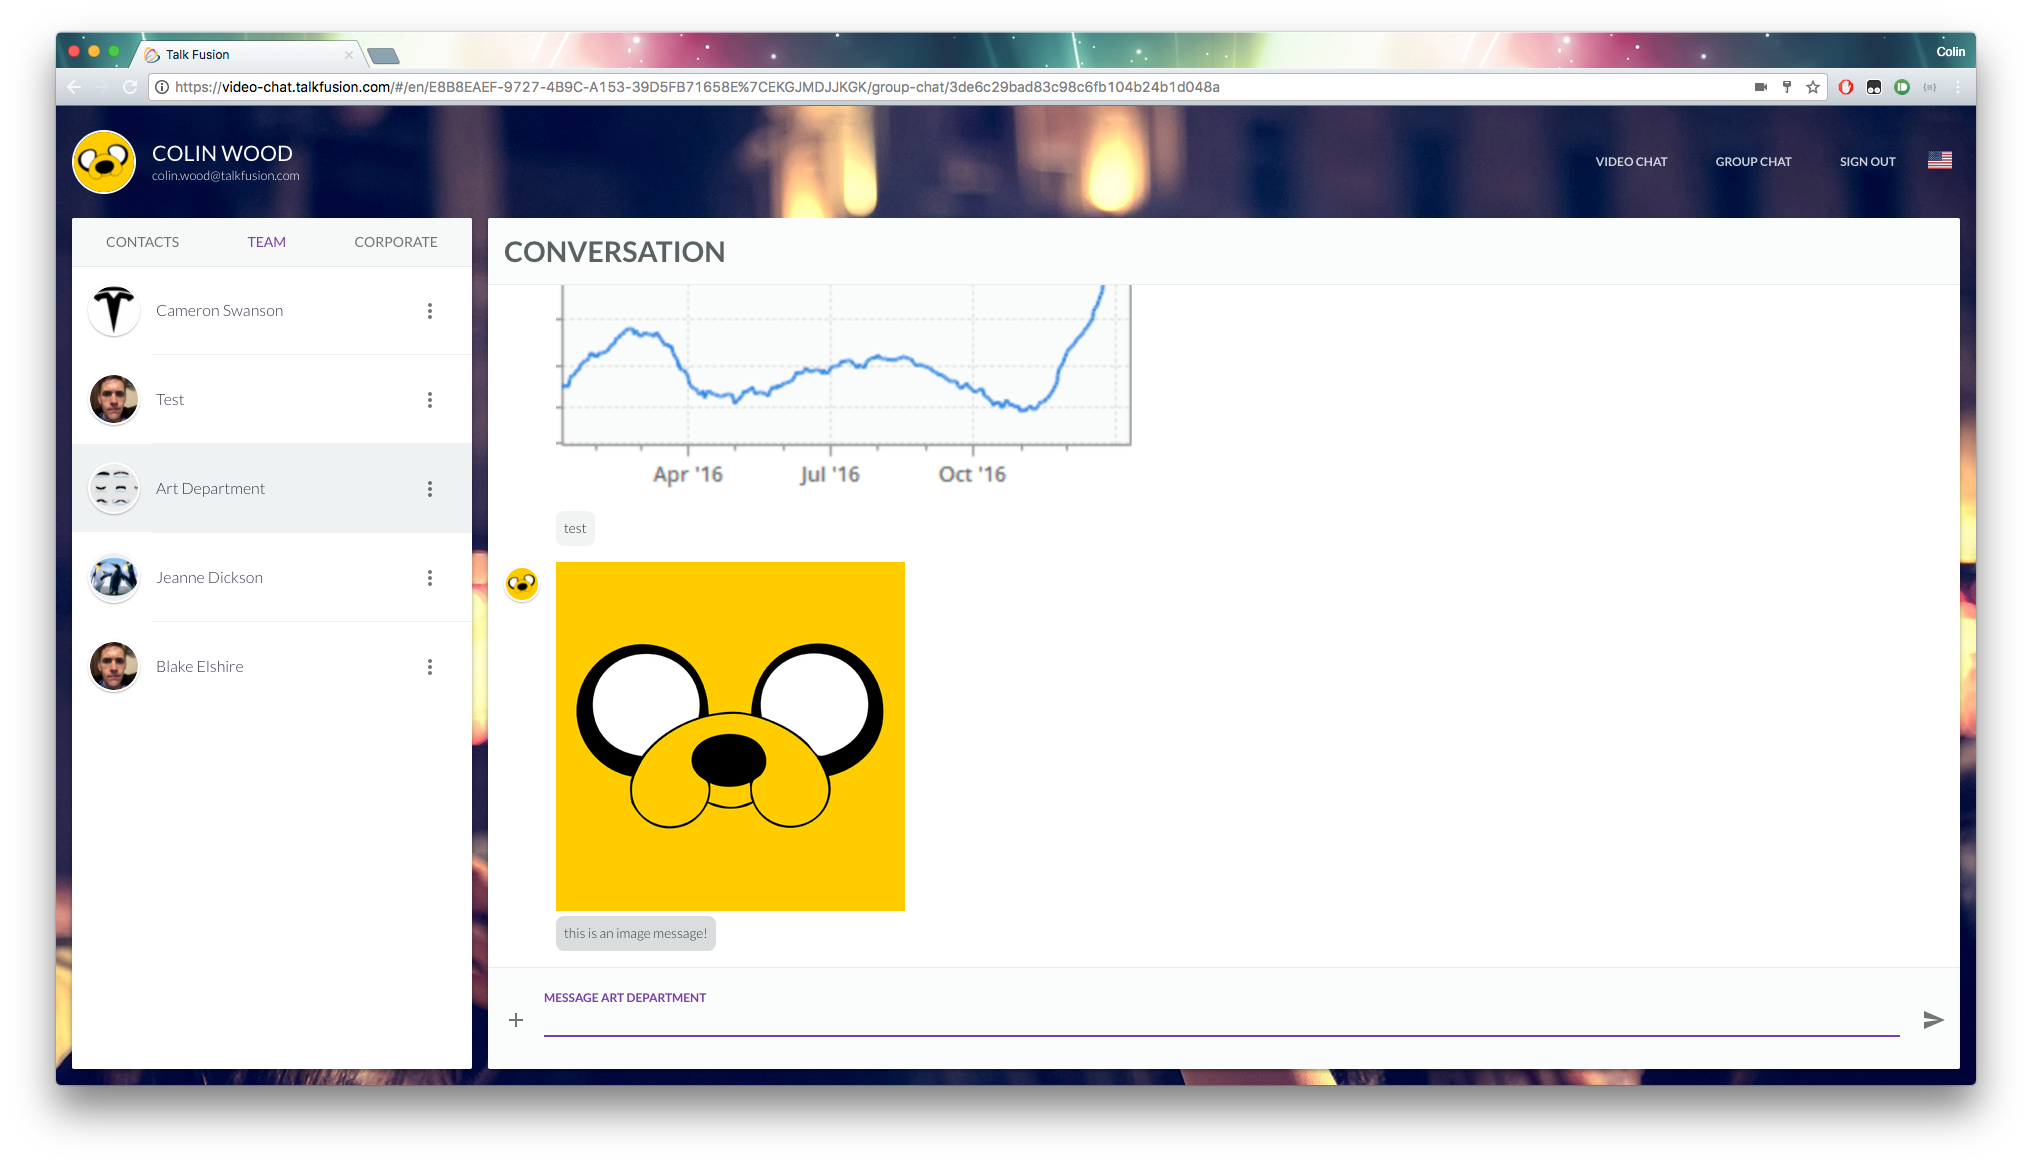 Talk Fusion
Colin
https://video-chat.talkfusion.com/#/en/E8B8EAEF-9727-4B9C-A153-39D5FB71658E%7CEKGJMDJJKGK/group-chat/3de6c29bad83c98c6fb104b24b1d048a
COLIN WOOD
colin.wood@talkfusion.com
VIDEO CHAT
GROUP CHAT
SIGN OUT
CONTACTS
TEAM
CORPORATE
Cameron Swanson
Test
Art Department
Jeanne Dickson
Blake Elshire
CONVERSATION
Apr '16
Jul '16
Oct '16
test
this is an image message!
MESSAGE ART DEPARTMENT